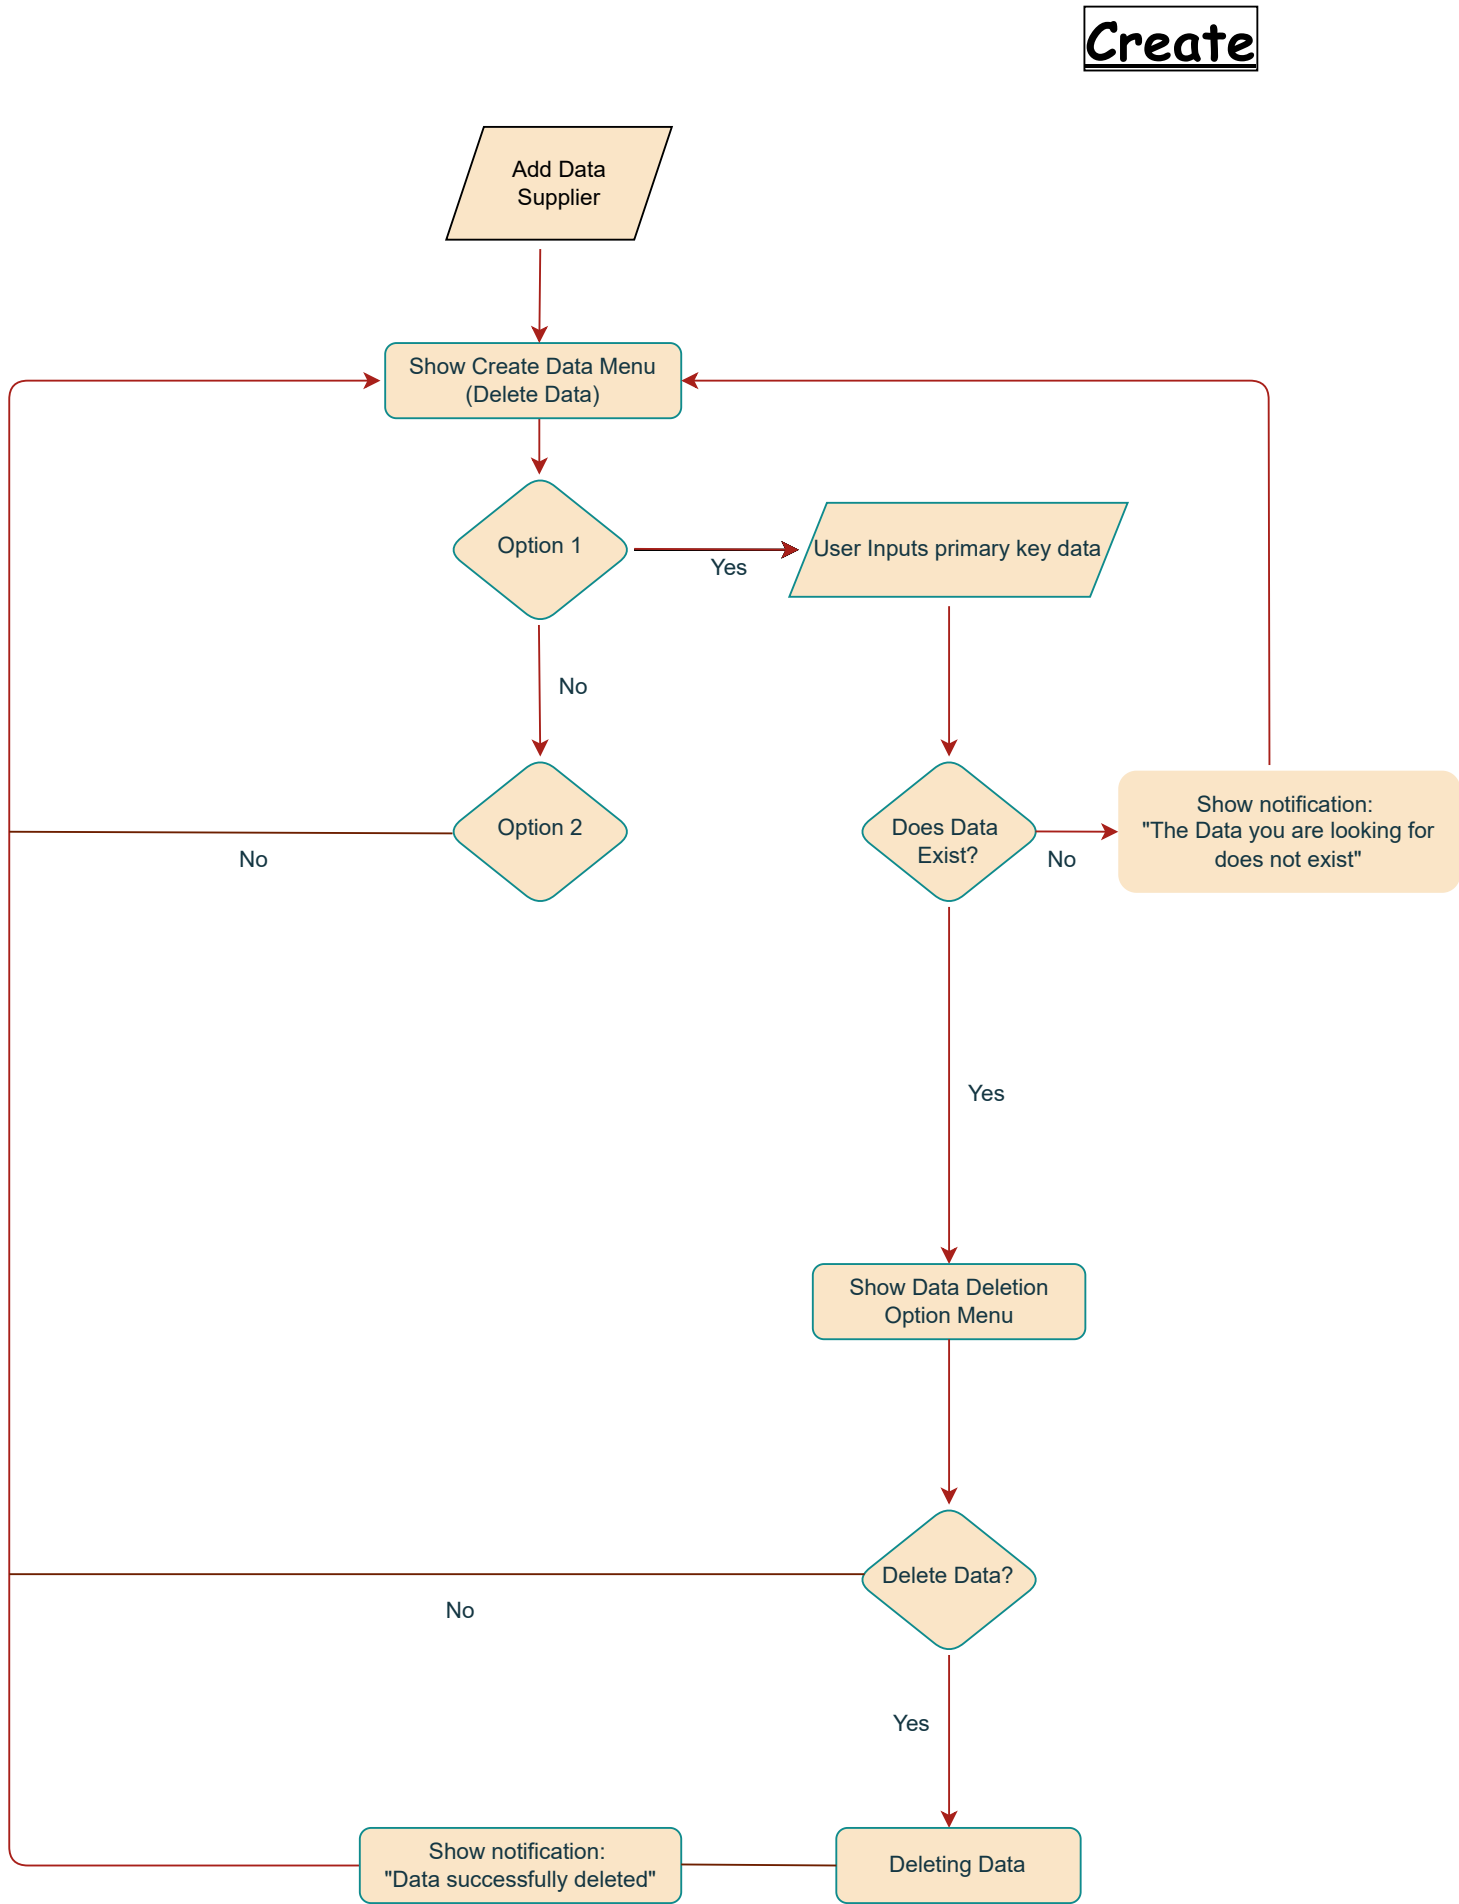 Create
Add Data
Supplier
Show Create Data Menu
(Delete Data)
Option 1
Yes
User Inputs primary key data
No
Option 2
No
Does Data
Exist?
No
Show notification:
"The Data you are looking for
does not exist"
Yes
Show Data Deletion
Option Menu
Delete Data?
No
Yes
Show notification:
"Data successfully deleted"
Deleting Data